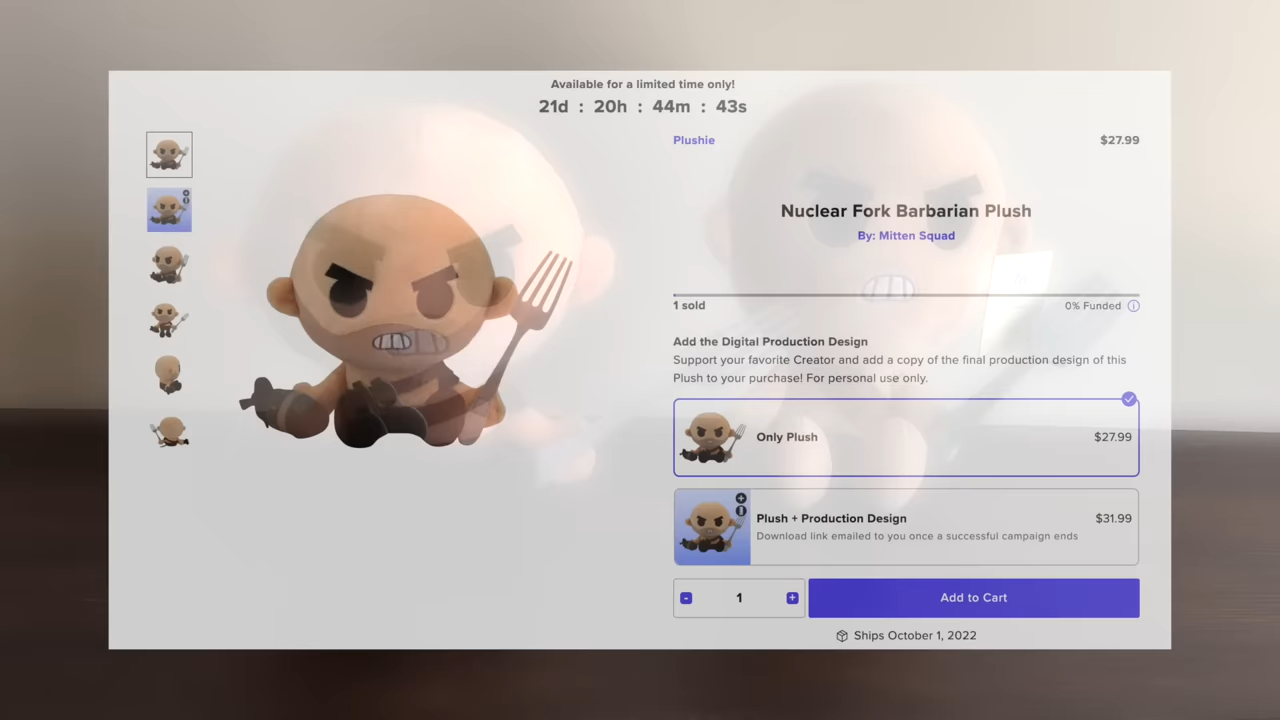 Available for a limited time only!
21d : 20h : 44m : 43s
Plushie
$27.99
Nuclear Fork Barbarian Plush
By: Mitten Squad
1 sold
0% Funded
Add the Digital Production Design
Support your favorite Creator and add a copy of the final production design of this
Plush to your purchase! For personal use only.
Only Plush
$27.99
Plush + Production Design
$31.99
Download link emailed to you once a successful campaign ends
- 1 +
Add to Cart
Ships October 1, 2022